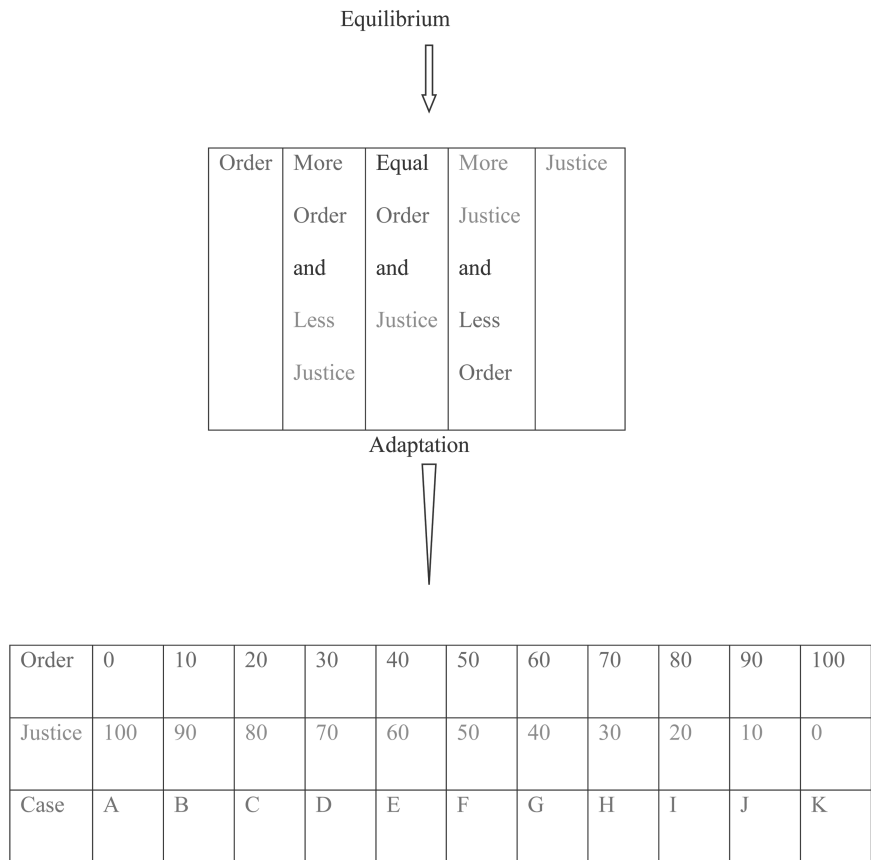 Equilibrium
Order More Equal More Justice
Order Order Justice
and and and
Less Justice Less
Justice Order
Adaptation
Order 0 10 20 30 40 50 60 70 80 90 100
Justice 100 90 80 70 60 50 40 30 20 10 0
Case A B C D E F G H I J K